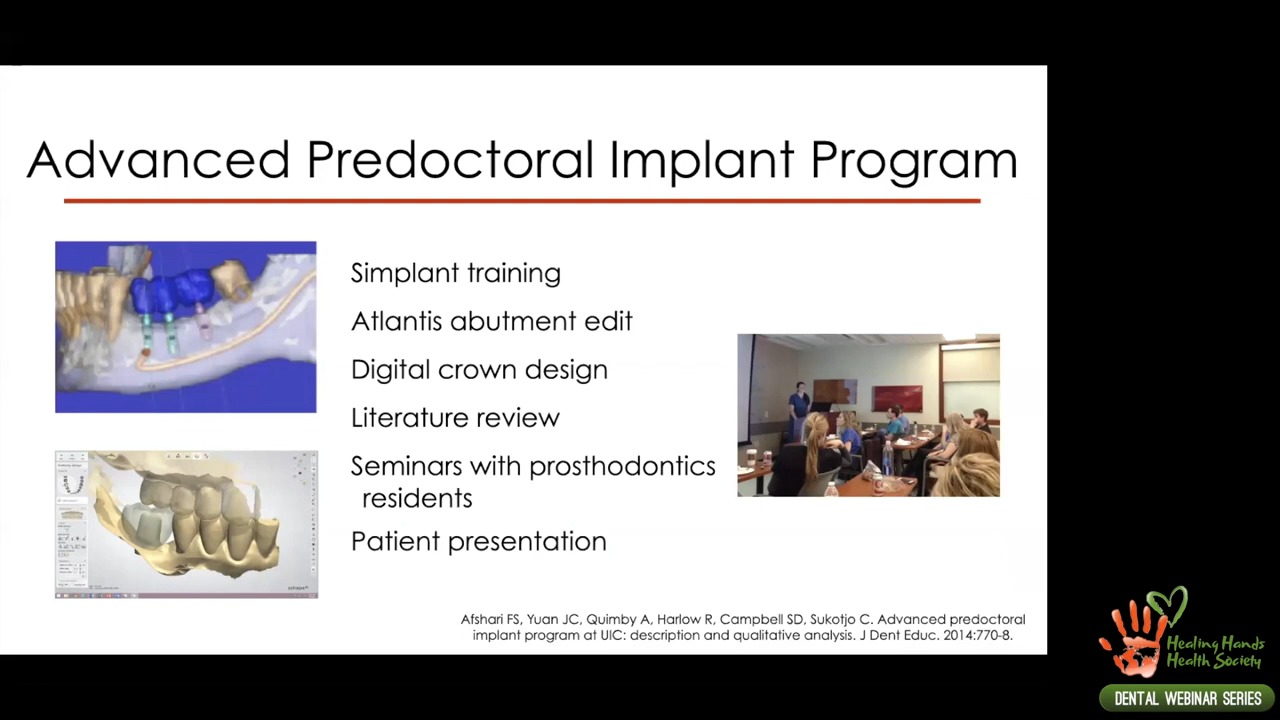 Advanced Predoctoral Implant Program
Simplant training
Atlantis abutment edit
Digital crown design
Literature review
Seminars with prosthodontics
residents
Patient presentation
Afshari FS, Yuan JC, Quimby A, Harlow R, Campbell SD, Sukotjo C. Advanced predoctoral
implant program at UIC: description and qualitative analysis. J Dent Educ. 2014:770-8.
Healing Hands
Health Society
DENTAL WEBINAR SERIES